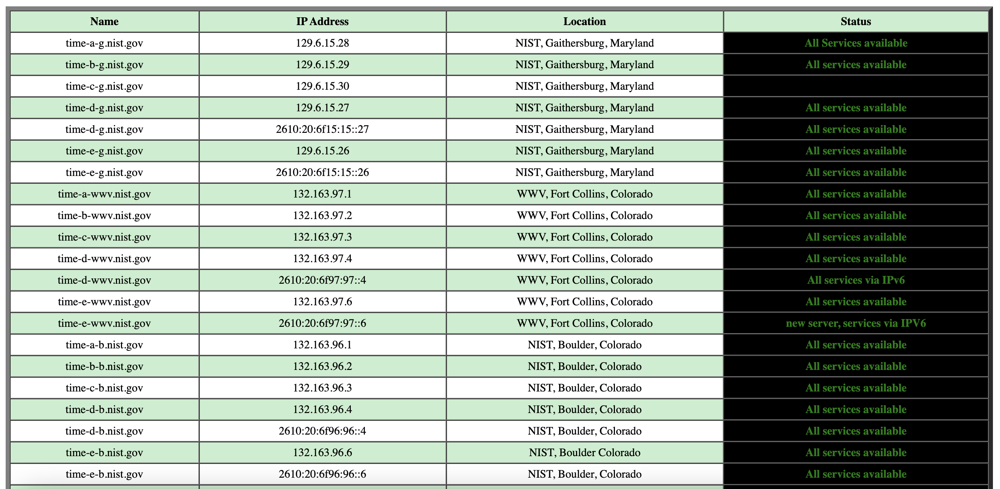 Name IP Address Location Status
time-a-g.nist.gov 129.6.15.28 NIST, Gaithersburg, Maryland All Services available
time-b-g.nist.gov 129.6.15.29 NIST, Gaithersburg, Maryland All services available
time-c-g.nist.gov 129.6.15.30 NIST, Gaithersburg, Maryland
time-d-g.nist.gov 129.6.15.27 NIST, Gaithersburg, Maryland All services available
time-d-g.nist.gov 2610:20:6f15:15::27 NIST, Gaithersburg, Maryland All services available
time-e-g.nist.gov 129.6.15.26 NIST, Gaithersburg, Maryland All services available
time-e-g.nist.gov 2610:20:6f15:15::26 NIST, Gaithersburg, Maryland All services available
time-a-wwv.nist.gov 132.163.97.1 WWV, Fort Collins, Colorado All services available
time-b-wwv.nist.gov 132.163.97.2 WWV, Fort Collins, Colorado All services available
time-c-wwv.nist.gov 132.163.97.3 WWV, Fort Collins, Colorado All services available
time-d-wwv.nist.gov 132.163.97.4 WWV, Fort Collins, Colorado All services available
time-d-wwv.nist.gov 2610:20:6f97:97::4 WWV, Fort Collins, Colorado All services via IPv6
time-e-wwv.nist.gov 132.163.97.6 WWV, Fort Collins, Colorado All services available
time-e-wwv.nist.gov 2610:20:6f97:97::6 WWV, Fort Collins, Colorado new server, services via IPV6
time-a-b.nist.gov 132.163.96.1 NIST, Boulder, Colorado All services available
time-b-b.nist.gov 132.163.96.2 NIST, Boulder, Colorado All services available
time-c-b.nist.gov 132.163.96.3 NIST, Boulder, Colorado All services available
time-d-b.nist.gov 132.163.96.4 NIST, Boulder, Colorado All services available
time-d-b.nist.gov 2610:20:6f96:96::4 NIST, Boulder, Colorado All services available
time-e-b.nist.gov 132.163.96.6 NIST, Boulder Colorado All services available
time-e-b.nist.gov 2610:20:6f96:96::6 NIST, Boulder, Colorado All services available